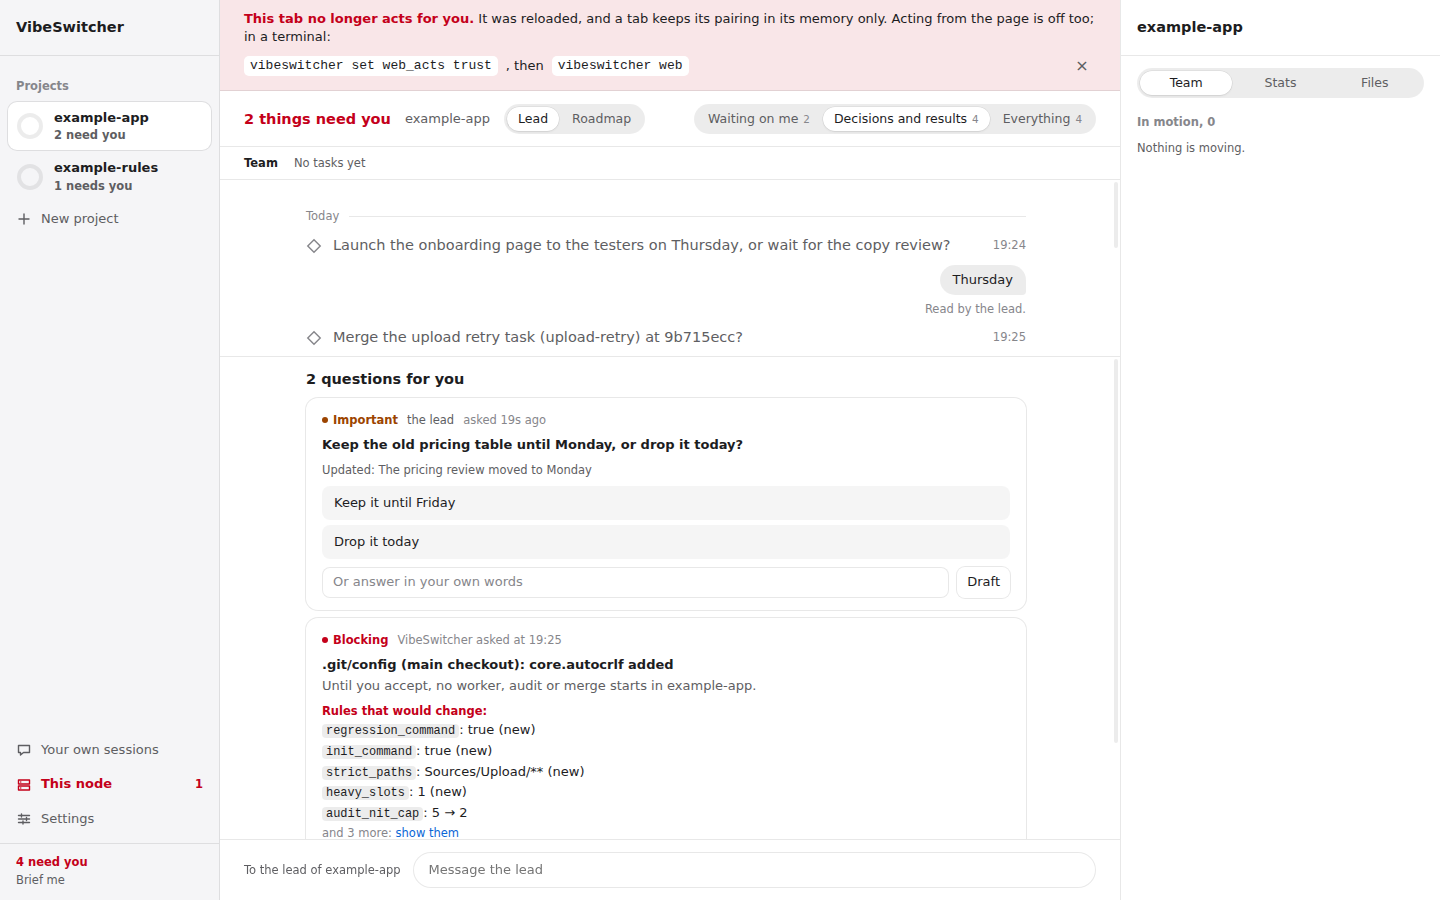 VibeSwitcher
Projects
example-app
2 need you
example-rules
1 needs you
New project
Your own sessions
This node 1
Settings
4 need you
Brief me
This tab no longer acts for you. It was reloaded, and a tab keeps its pairing in its memory only. Acting from the page is off too;
in a terminal:
vibeswitcher set web_acts trust , then vibeswitcher web ×
2 things need you example-app Lead Roadmap Waiting on me 2 Decisions and results 4 Everything 4
Team No tasks yet
Today
Launch the onboarding page to the testers on Thursday, or wait for the copy review? 19:24
Thursday
Read by the lead.
Merge the upload retry task (upload-retry) at 9b715ecc? 19:25
2 questions for you
Important the lead asked 19s ago
Keep the old pricing table until Monday, or drop it today?
Updated: The pricing review moved to Monday
Keep it until Friday
Drop it today
Or answer in your own words Draft
Blocking VibeSwitcher asked at 19:25
.git/config (main checkout): core.autocrlf added
Until you accept, no worker, audit or merge starts in example-app.
Rules that would change:
regression_command: true (new)
init_command: true (new)
strict_paths: Sources/Upload/** (new)
heavy_slots: 1 (new)
audit_nit_cap: 5 → 2
and 3 more: show them
To the lead of example-app Message the lead
example-app
Team Stats Files
In motion, 0
Nothing is moving.